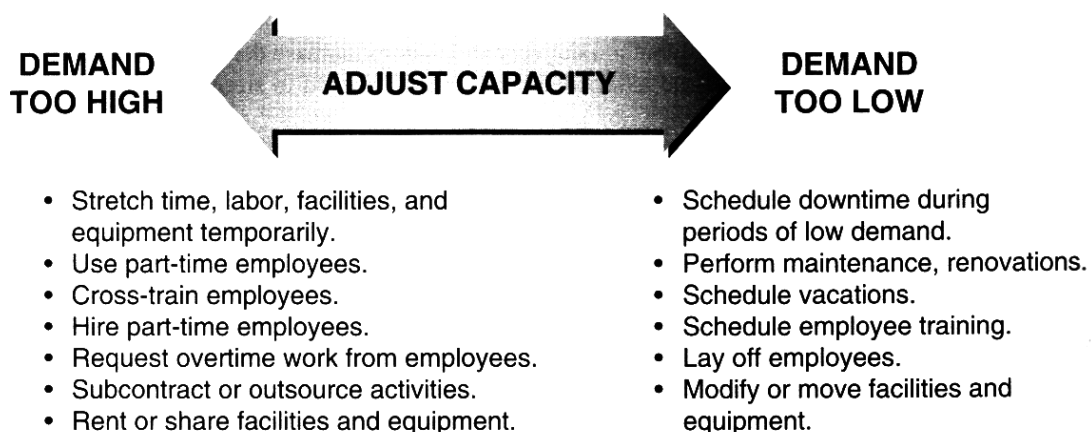 DEMAND
TOO HIGH
ADJUST CAPACITY
DEMAND
TOO LOW
• Stretch time, labor, facilities, and
equipment temporarily.
• Use part-time employees.
• Cross-train employees.
• Hire part-time employees.
• Request overtime work from employees.
• Subcontract or outsource activities.
• Rent or share facilities and equipment.
• Schedule downtime during
periods of low demand.
• Perform maintenance, renovations.
• Schedule vacations.
• Schedule employee training.
• Lay off employees.
• Modify or move facilities and
equipment.